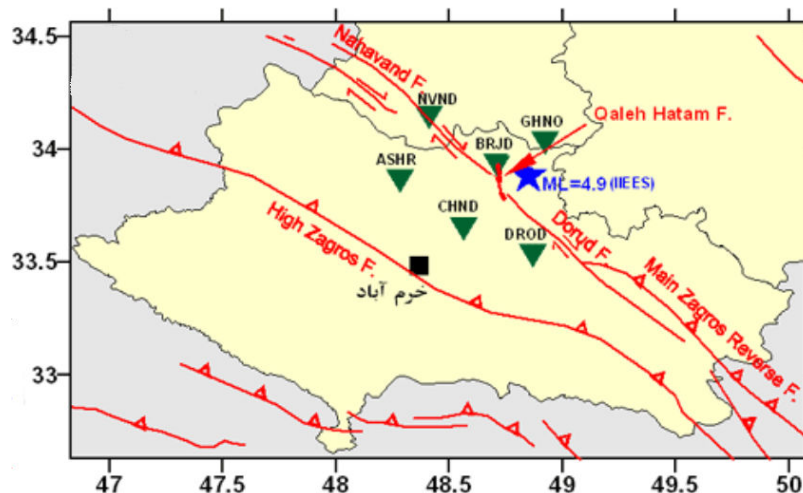 34.5
34
33.5
33
47
47.5
48
48.5
49
49.5
50
Nahavand F.
NVND
GHNO
Qaleh Hatam F.
BRJD
ASHR
ML=4.9 (IIEES)
CHND
High Zagros F.
DROD
Dorud F.
Main Zagros Reverse F.
خرم آباد